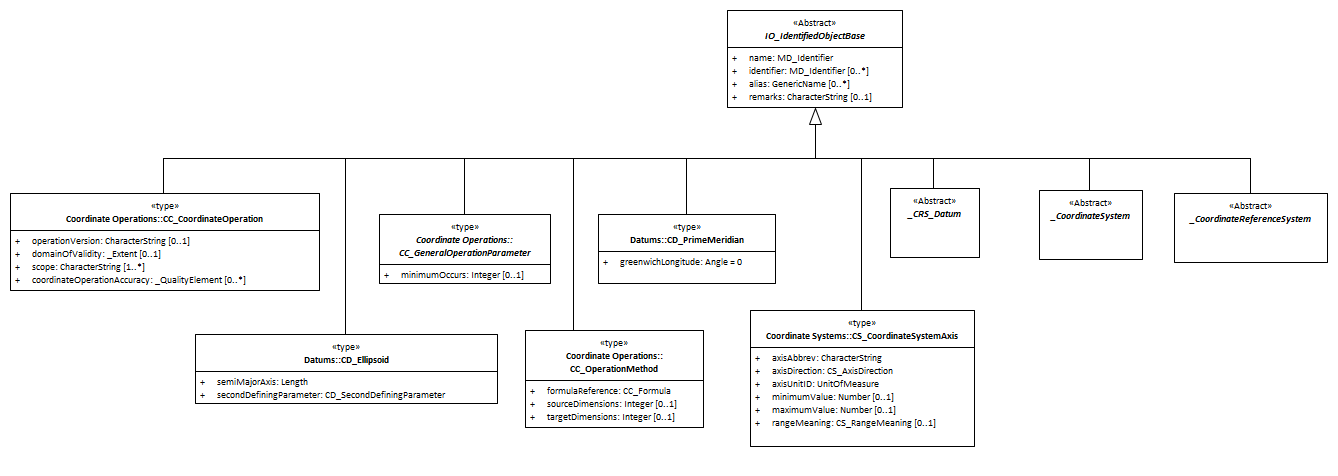 «Abstract»
IO_IdentifiedObjectBase
+ name: MD_Identifier
+ identifier: MD_Identifier [0..*]
+ alias: GenericName [0..*]
+ remarks: CharacterString [0..1]
«type»
Coordinate Operations::CC_CoordinateOperation
+ operationVersion: CharacterString [0..1]
+ domainOfValidity: _Extent [0..1]
+ scope: CharacterString [1..*]
+ coordinateOperationAccuracy: _QualityElement [0..*]
«type»
Coordinate Operations::
CC_GeneralOperationParameter
+ minimumOccurs: Integer [0..1]
«type»
Datums::CD_PrimeMeridian
+ greenwichLongitude: Angle = 0
«Abstract»
_CRS_Datum
«Abstract»
_CoordinateSystem
«Abstract»
_CoordinateReferenceSystem
«type»
Datums::CD_Ellipsoid
+ semiMajorAxis: Length
+ secondDefiningParameter: CD_SecondDefiningParameter
«type»
Coordinate Operations::
CC_OperationMethod
+ formulaReference: CC_Formula
+ sourceDimensions: Integer [0..1]
+ targetDimensions: Integer [0..1]
«type»
Coordinate Systems::CS_CoordinateSystemAxis
+ axisAbbrev: CharacterString
+ axisDirection: CS_AxisDirection
+ axisUnitID: UnitOfMeasure
+ minimumValue: Number [0..1]
+ maximumValue: Number [0..1]
+ rangeMeaning: CS_RangeMeaning [0..1]